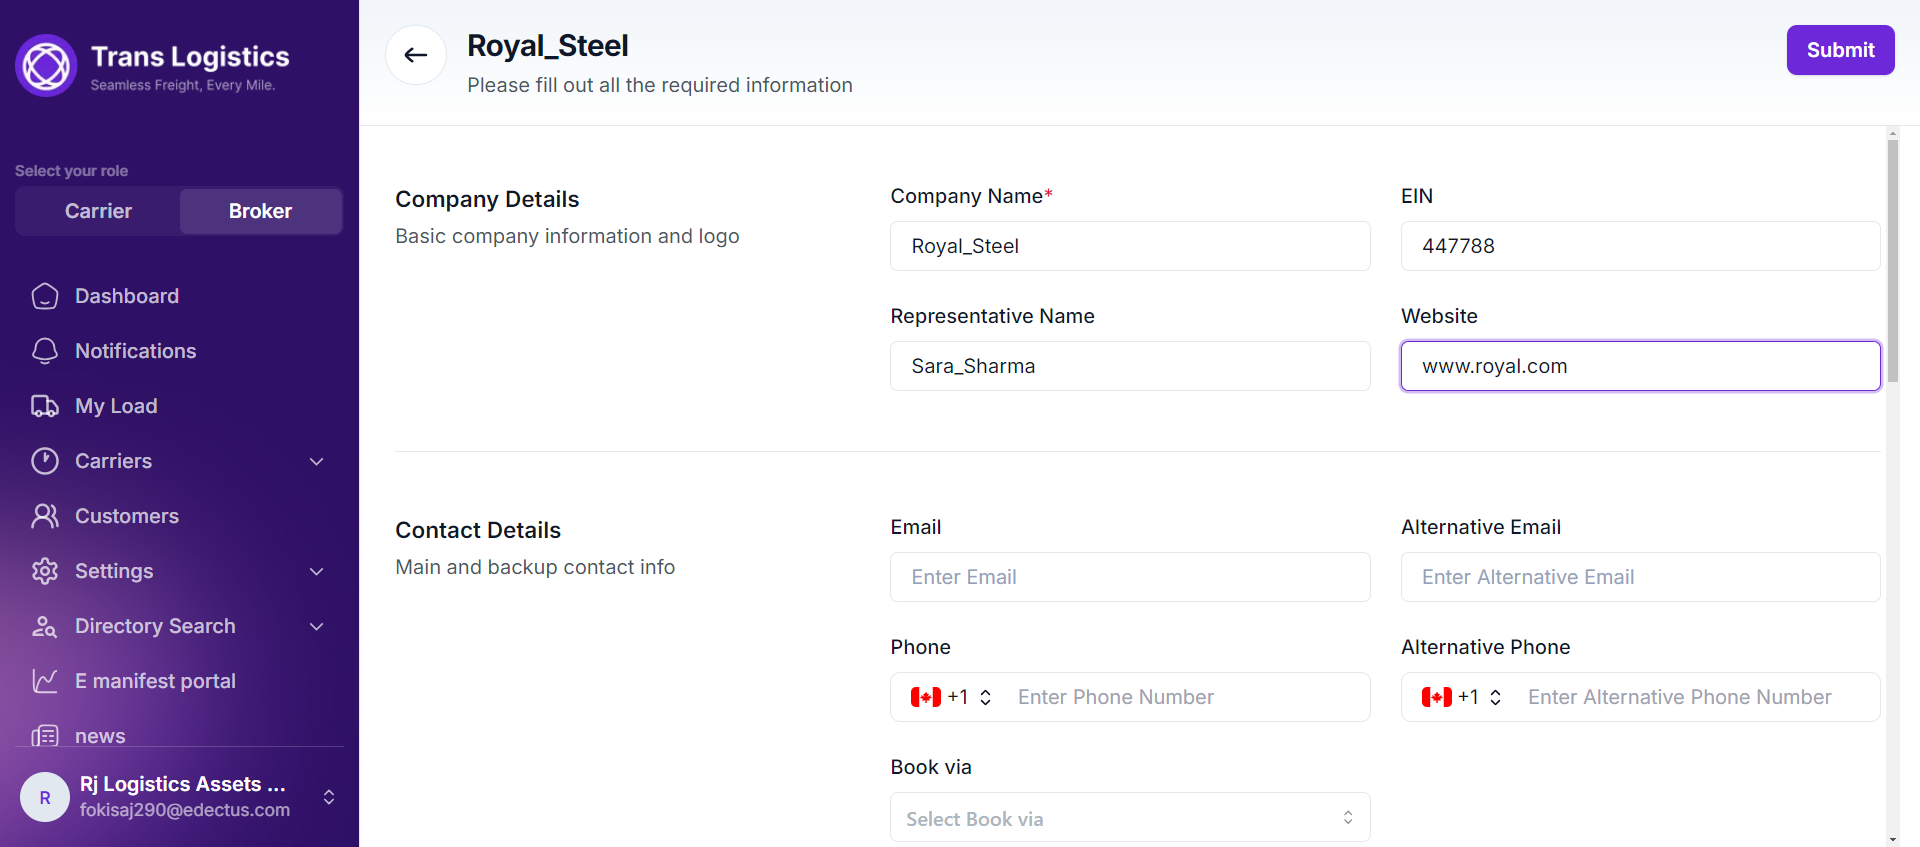 Trans Logistics
Seamless Freight, Every Mile.
Select your role
Carrier
Broker
Dashboard
Notifications
My Load
Carriers
Customers
Settings
Directory Search
E manifest portal
news
R
Rj Logistics Assets ...
fokisaj290@edectus.com
Royal_Steel
Please fill out all the required information
Submit
Company Details
Basic company information and logo
Company Name*
Royal_Steel
EIN
447788
Representative Name
Sara_Sharma
Website
www.royal.com
Contact Details
Main and backup contact info
Email
Enter Email
Alternative Email
Enter Alternative Email
Phone
+1 Enter Phone Number
Alternative Phone
+1 Enter Alternative Phone Number
Book via
Select Book via